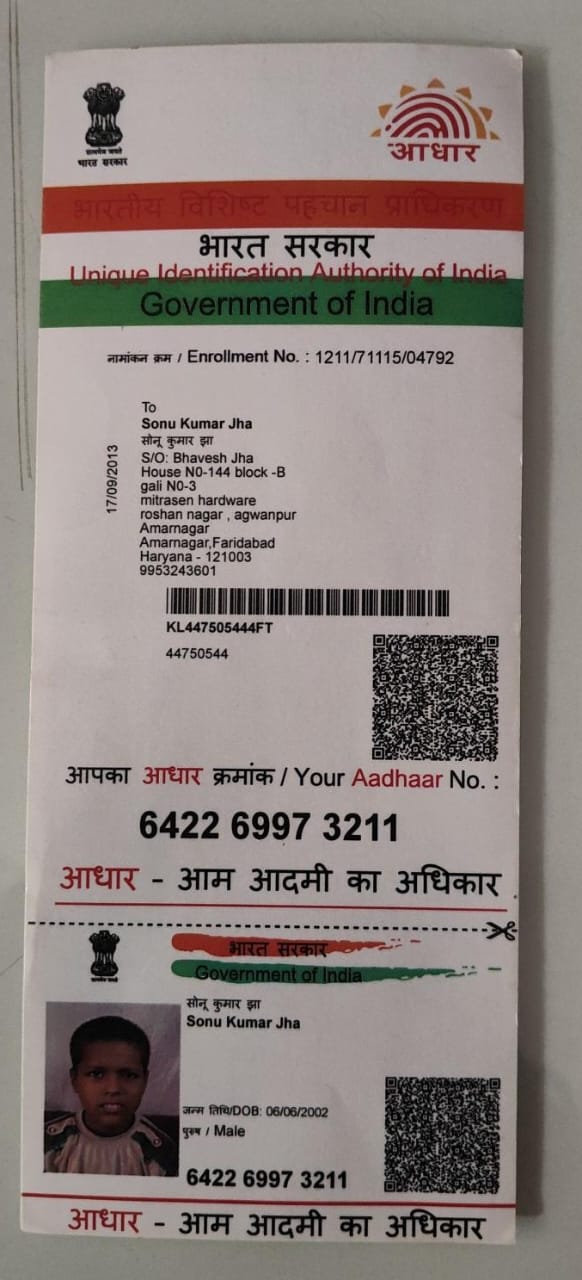 सत्यमेव जयते
भारत सरकार
आधार
भारतीय विशिष्ट पहचान प्राधिकरण
भारत सरकार
Unique Identification Authority of India
Government of India
नामांकन क्रम / Enrollment No. : 1211/71115/04792
17/09/2013
To
Sonu Kumar Jha
सोनू कुमार झा
S/O: Bhavesh Jha
House N0-144 block -B
gali N0-3
mitrasen hardware
roshan nagar , agwanpur
Amarnagar
Amarnagar,Faridabad
Haryana - 121003
9953243601
KL447505444FT
44750544
आपका आधार क्रमांक / Your Aadhaar No. :
6422 6997 3211
आधार - आम आदमी का अधिकार
भारत सरकार
Government of India
सोनू कुमार झा
Sonu Kumar Jha
जन्म तिथि/DOB: 06/06/2002
पुरुष / Male
6422 6997 3211
आधार - आम आदमी का अधिकार